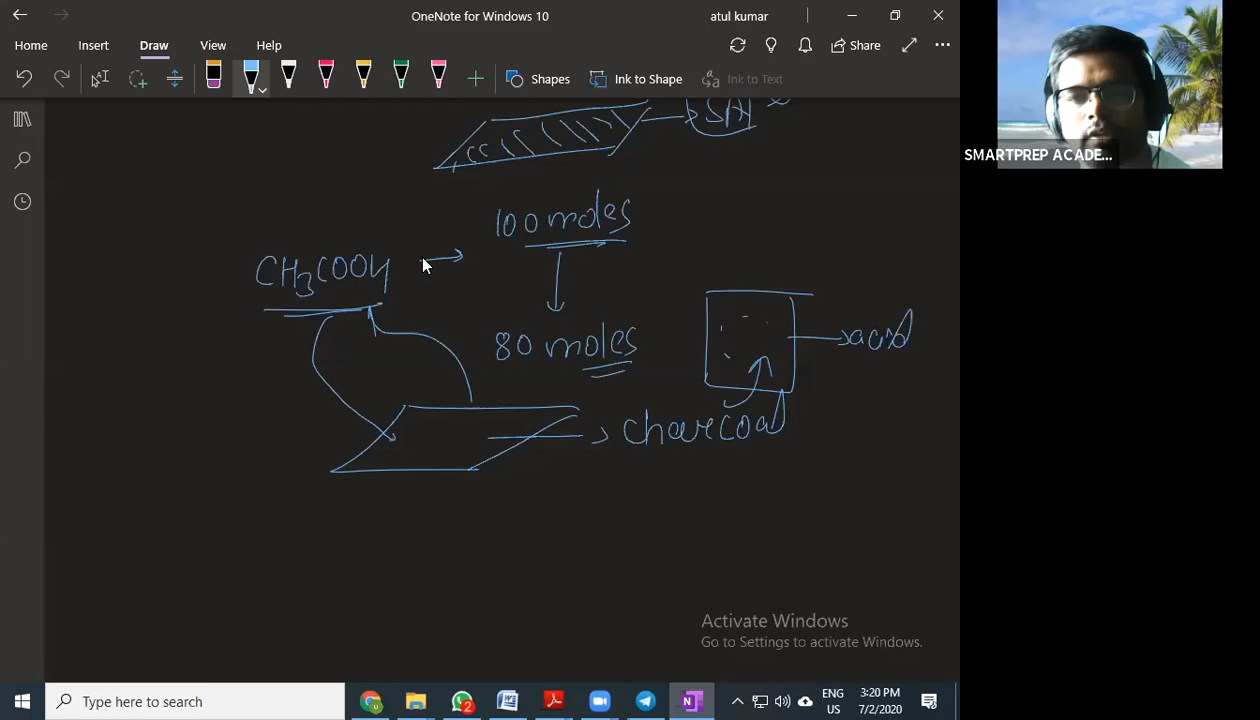 OneNote for Windows 10
atul kumar
Home Insert Draw View Help
Share
Shapes Ink to Shape Ink to Text
SMARTPREP ACADE...
100 moles
CH3COOH →
80 moles
→ acid
→ charcoal
Activate Windows
Go to Settings to activate Windows.
Type here to search
2
ENG
US
3:20 PM
7/2/2020